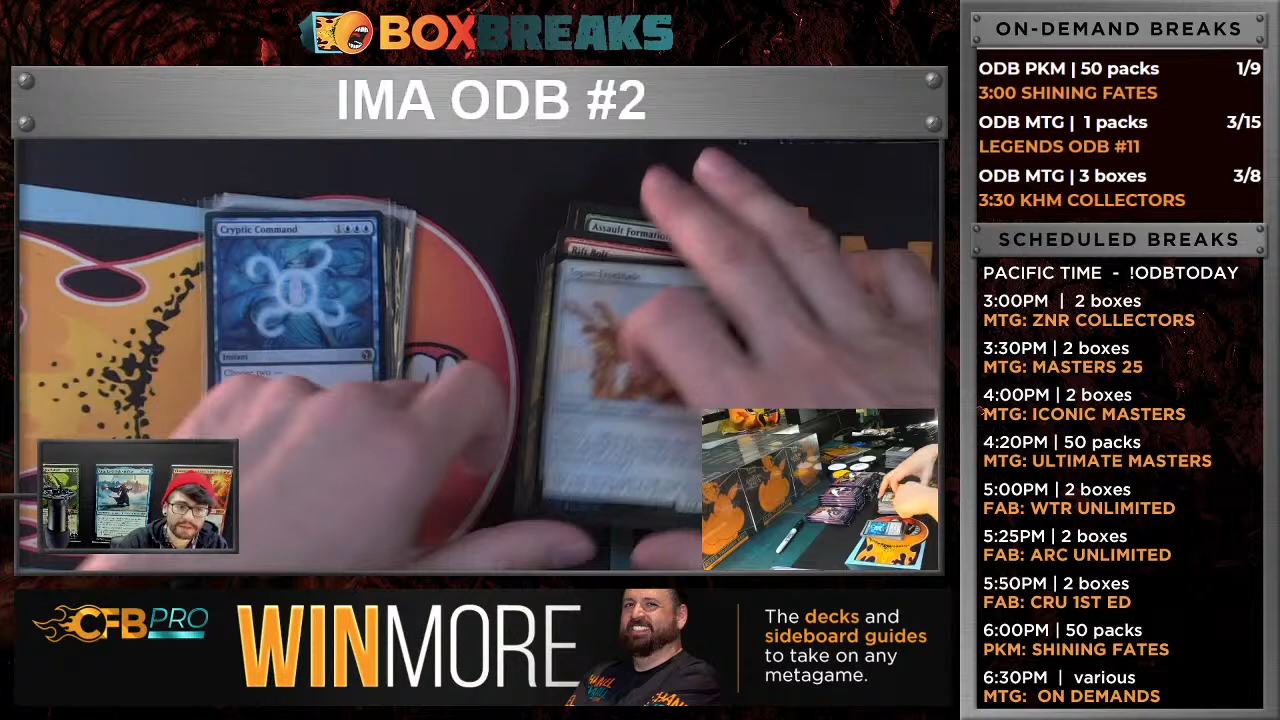 BOXBREAKS
IMA ODB #2
Cryptic Command
Instant
Choose two —
Assault Formation
Rift Bolt
CFBPRO
WINMORE
The decks and
sideboard guides
to take on any
metagame.
ON-DEMAND BREAKS
ODB PKM | 50 packs 1/9
3:00 SHINING FATES
ODB MTG | 1 packs 3/15
LEGENDS ODB #11
ODB MTG | 3 boxes 3/8
3:30 KHM COLLECTORS
SCHEDULED BREAKS
PACIFIC TIME - !ODBTODAY
3:00PM | 2 boxes
MTG: ZNR COLLECTORS
3:30PM | 2 boxes
MTG: MASTERS 25
4:00PM | 2 boxes
MTG: ICONIC MASTERS
4:20PM | 50 packs
MTG: ULTIMATE MASTERS
5:00PM | 2 boxes
FAB: WTR UNLIMITED
5:25PM | 2 boxes
FAB: ARC UNLIMITED
5:50PM | 2 boxes
FAB: CRU 1ST ED
6:00PM | 50 packs
PKM: SHINING FATES
6:30PM | various
MTG: ON DEMANDS